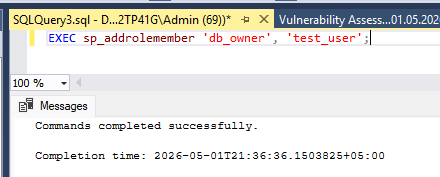 SQLQuery3.sql - D...2TP41G\Admin (69))*
Vulnerability Assess...01.05.2026
EXEC sp_addrolemember 'db_owner', 'test_user';
100 %
Messages
Commands completed successfully.
Completion time: 2026-05-01T21:36:36.1503825+05:00